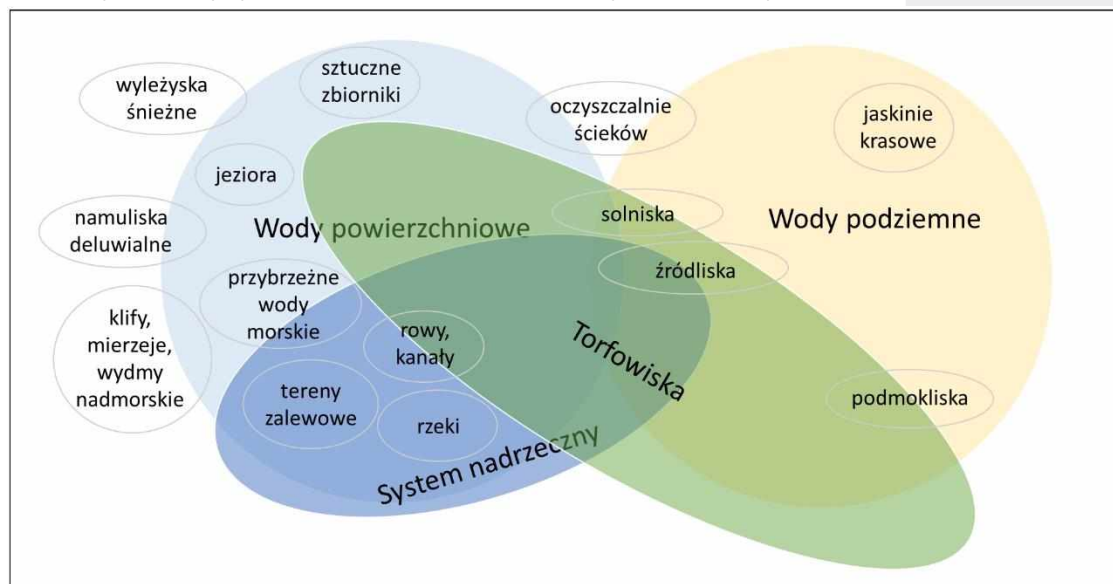 wyleżyska
śnieżne
sztuczne
zbiorniki
oczyszczalnie
ścieków
jaskinie
krasowe
jeziora
namuliska
deluwialne
Wody powierzchniowe
solniska
Wody podziemne
źródliska
przybrzeżne
wody
morskie
klify,
mierzeje,
wydmy
nadmorskie
rowy,
kanały
Torfowiska
tereny
zalewowe
rzeki
podmokliska
System nadrzeczny